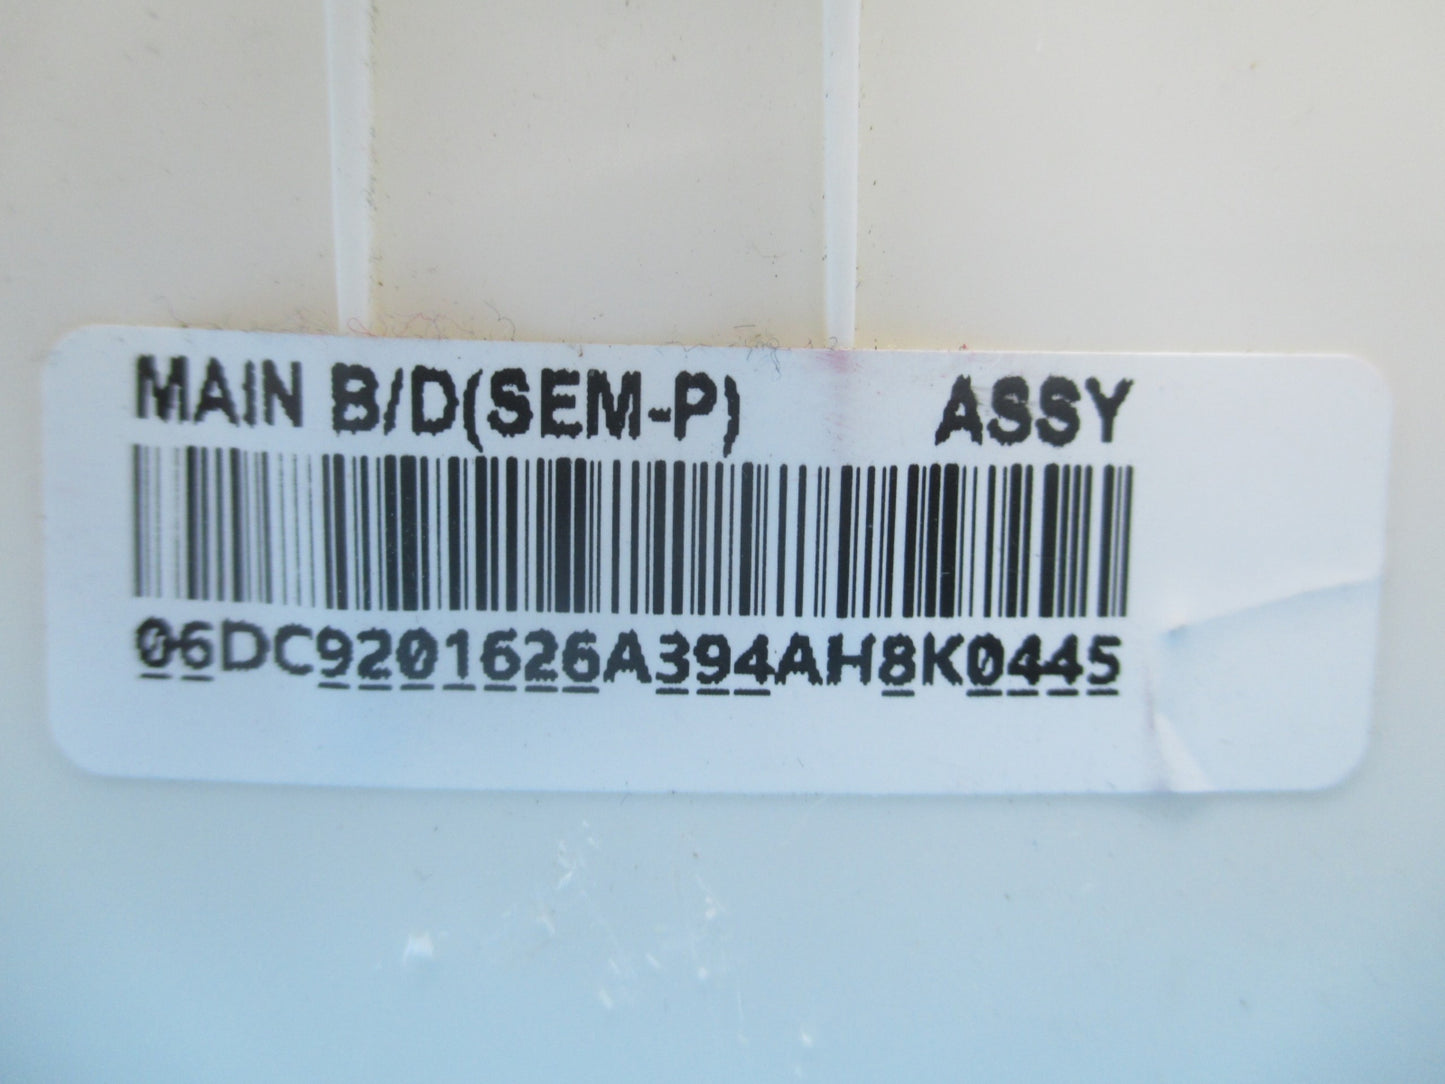 MAIN B/D(SEM-P) ASSY
06DC9201626A394AH8K0445